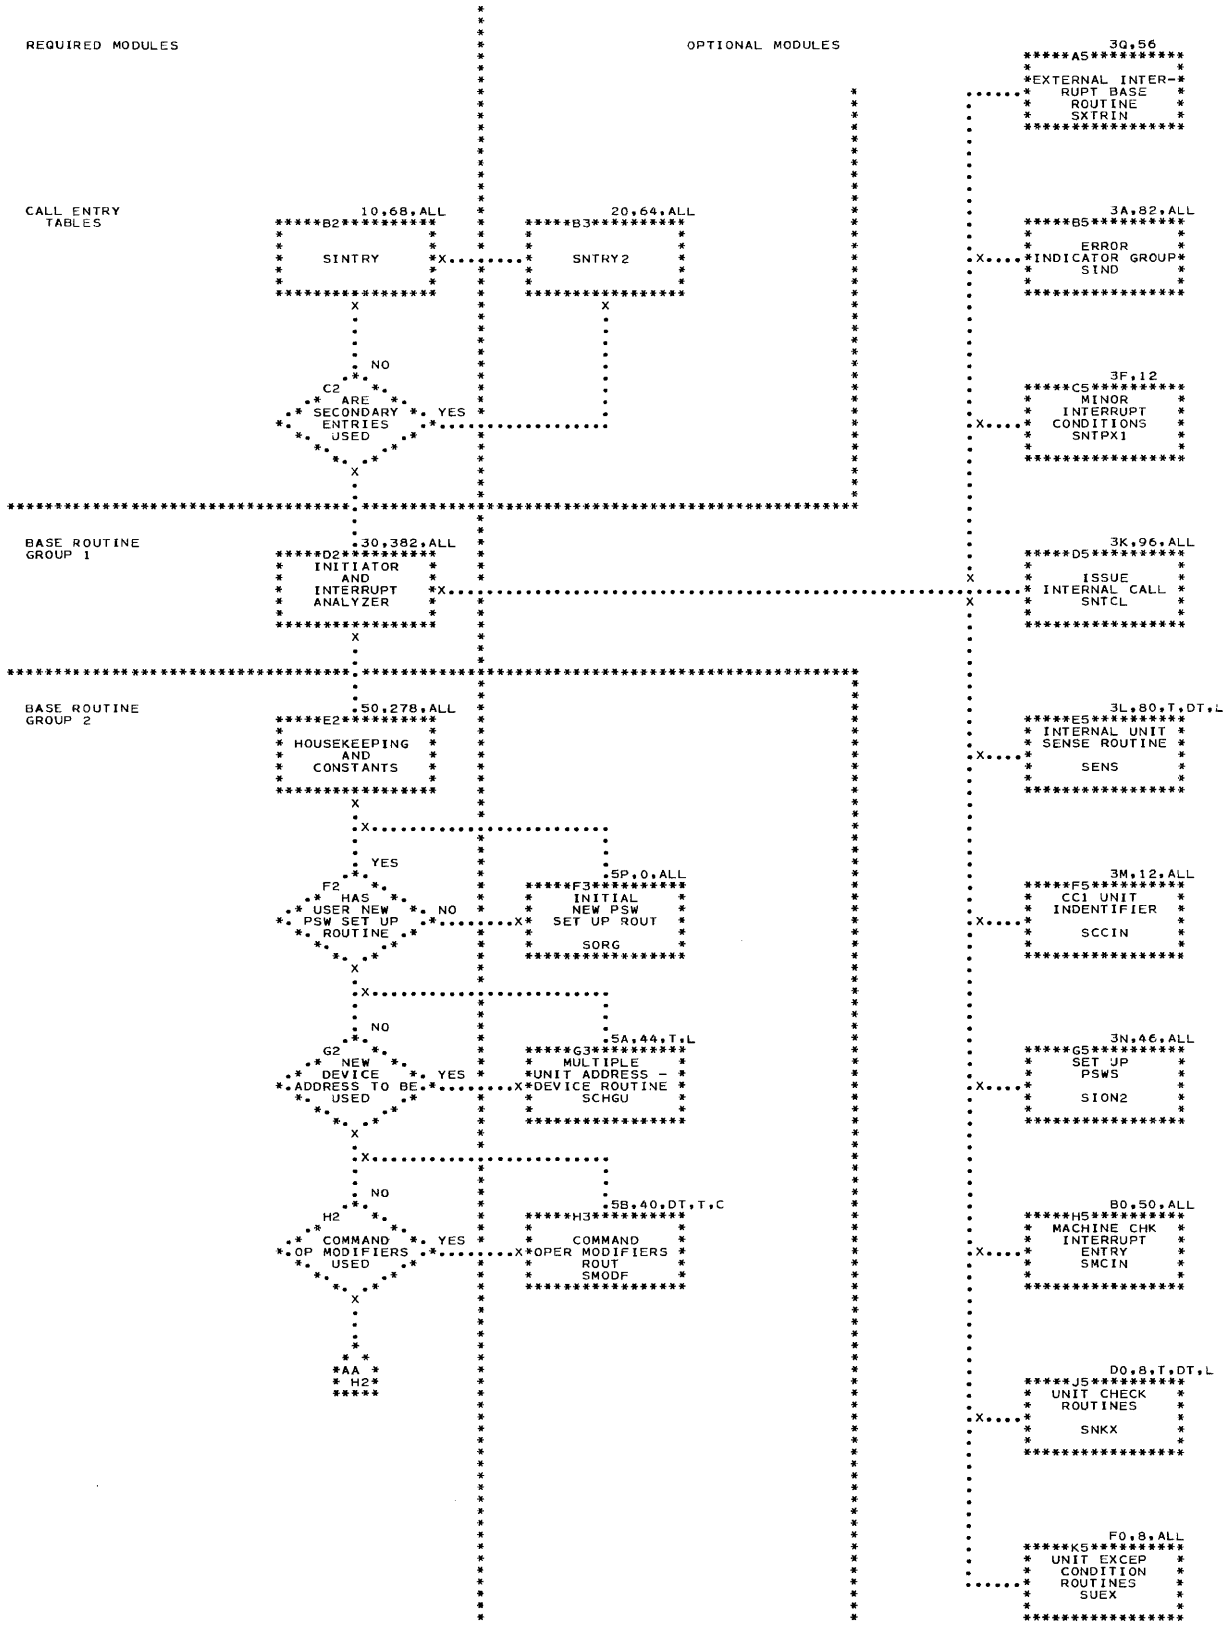 REQUIRED MODULES
OPTIONAL MODULES
3Q,56
A5
EXTERNAL INTER-
RUPT BASE
ROUTINE
SXTRIN
CALL ENTRY
TABLES
10,68,ALL
B2
SINTRY
X
20,64,ALL
B3
SNTRY2
3A,82,ALL
B5
ERROR
INDICATOR GROUP
SIND
X
X
X
NO
C2
ARE
SECONDARY
ENTRIES
USED
YES
X
3F,12
C5
MINOR
INTERRUPT
CONDITIONS
SNTPX1
X
BASE ROUTINE
GROUP 1
30,382,ALL
D2
INITIATOR
AND
INTERRUPT
ANALYZER
X
X
X
X
3K,96,ALL
D5
ISSUE
INTERNAL CALL
SNTCL
BASE ROUTINE
GROUP 2
50,278,ALL
E2
HOUSEKEEPING
AND
CONSTANTS
X
3L,80,T,DT,L
E5
INTERNAL UNIT
SENSE ROUTINE
SENS
X
X
YES
F2
HAS
USER NEW
PSW SET UP
ROUTINE
NO
X
X
5P,0,ALL
F3
INITIAL
NEW PSW
SET UP ROUT
SORG
3M,12,ALL
F5
CC1 UNIT
INDENTIFIER
SCCIN
X
X
NO
G2
NEW
DEVICE
ADDRESS TO BE
USED
YES
X
X
5A,44,T,L
G3
MULTIPLE
UNIT ADDRESS -
DEVICE ROUTINE
SCHGU
3N,46,ALL
G5
SET UP
PSWS
SION2
X
X
NO
H2
COMMAND
OP MODIFIERS
USED
YES
X
X
5B,40,DT,T,C
H3
COMMAND
OPER MODIFIERS
ROUT
SMODF
B0,50,ALL
H5
MACHINE CHK
INTERRUPT
ENTRY
SMCIN
X
AA
H2
D0,8,T,DT,L
J5
UNIT CHECK
ROUTINES
SNKX
X
F0,8,ALL
K5
UNIT EXCEP
CONDITION
ROUTINES
SUEX